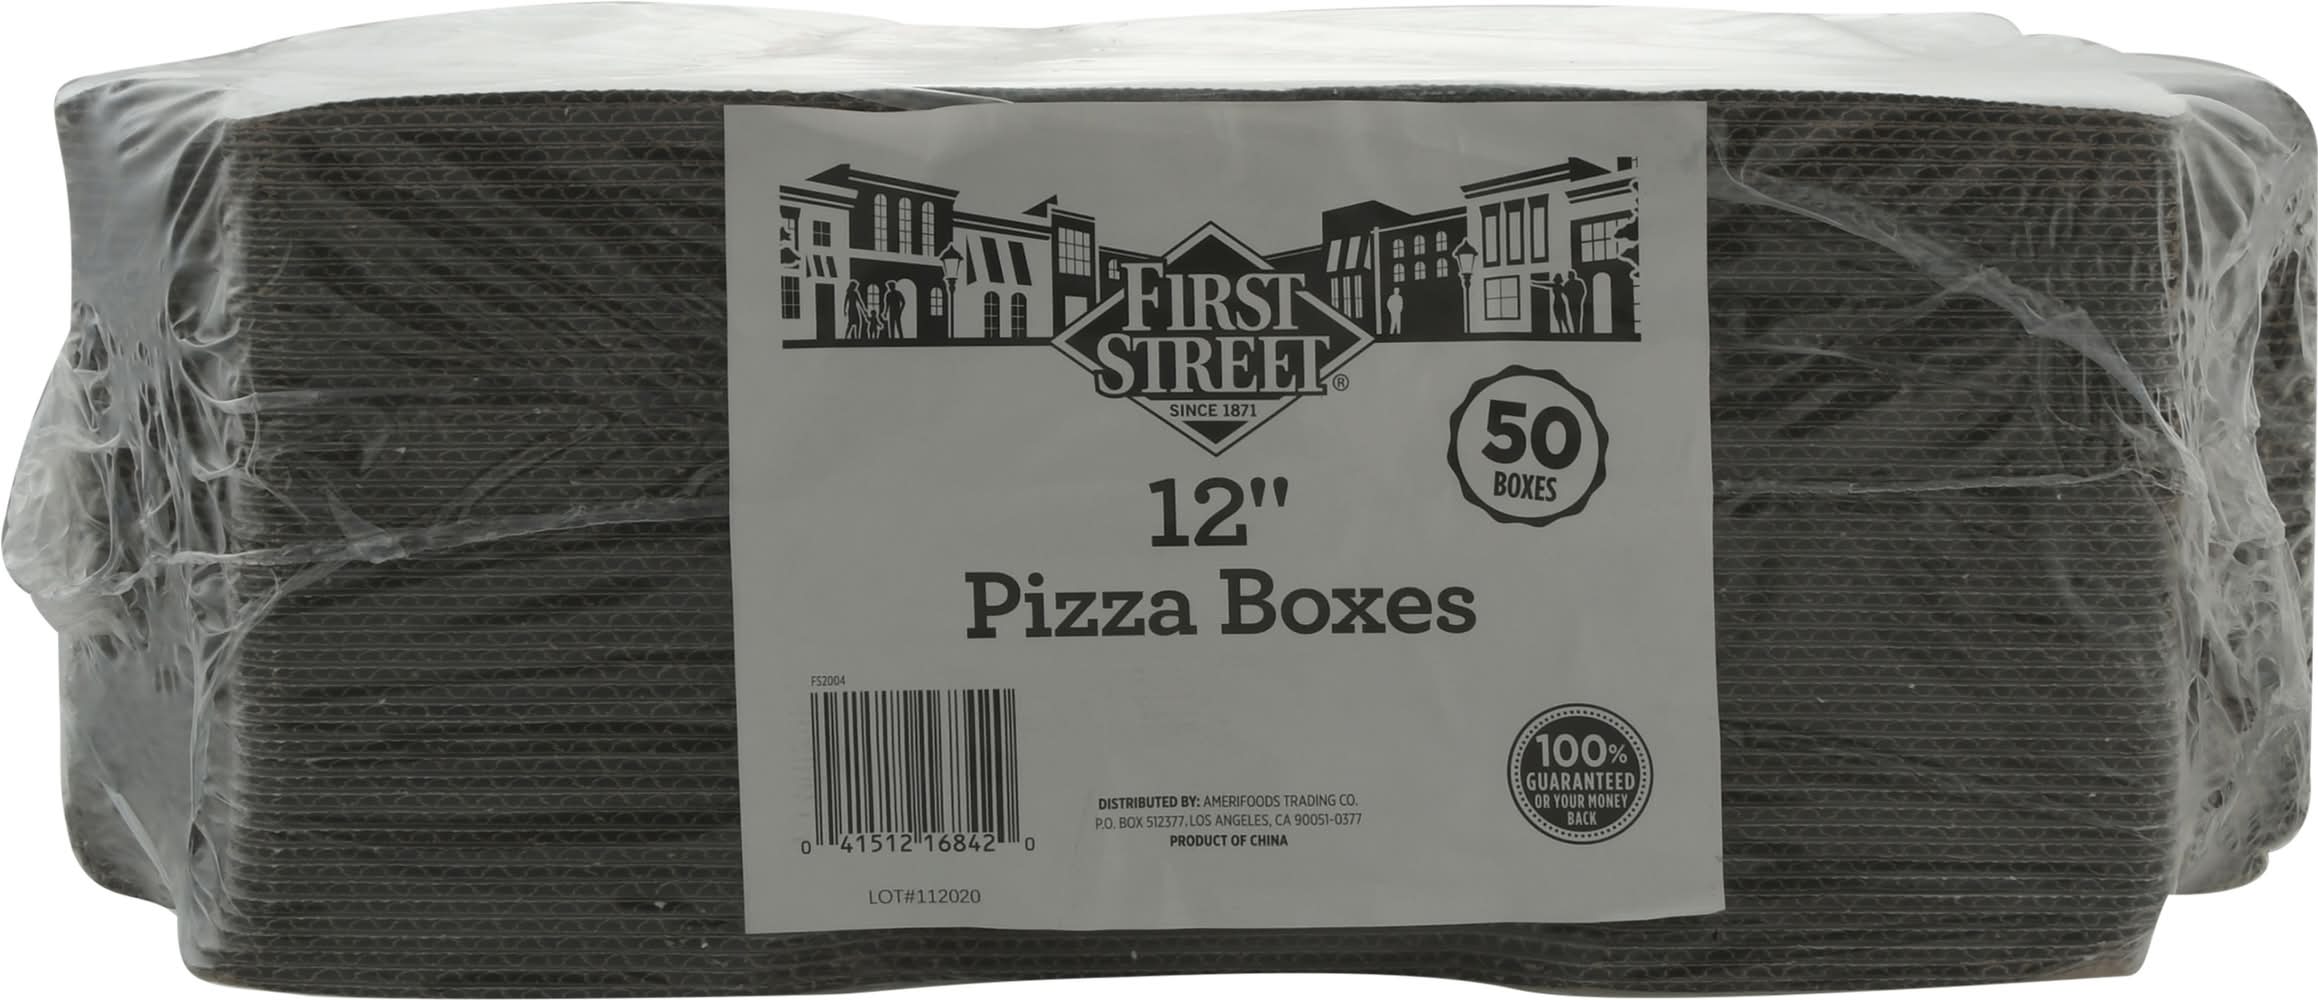 FIRST
STREET®
SINCE 1871
50
BOXES
12"
Pizza Boxes
FS2004
0 41512 16842 0
LOT#112020
DISTRIBUTED BY: AMERIFOODS TRADING CO.
P.O. BOX 512377, LOS ANGELES, CA 90051-0377
PRODUCT OF CHINA
100%
GUARANTEED
OR YOUR MONEY
BACK